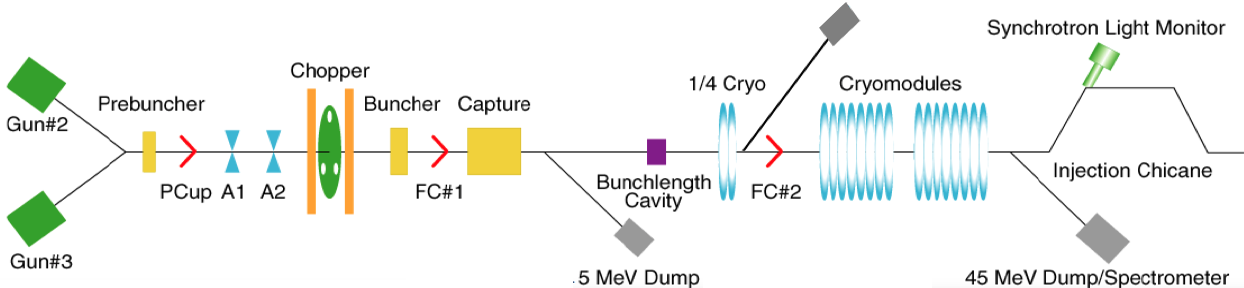 Synchrotron Light Monitor
Chopper
1/4 Cryo
Cryomodules
Prebuncher
Buncher
Capture
Gun#2
PCup
A1
A2
FC#1
Bunchlength
Cavity
FC#2
Injection Chicane
Gun#3
.5 MeV Dump
45 MeV Dump/Spectrometer